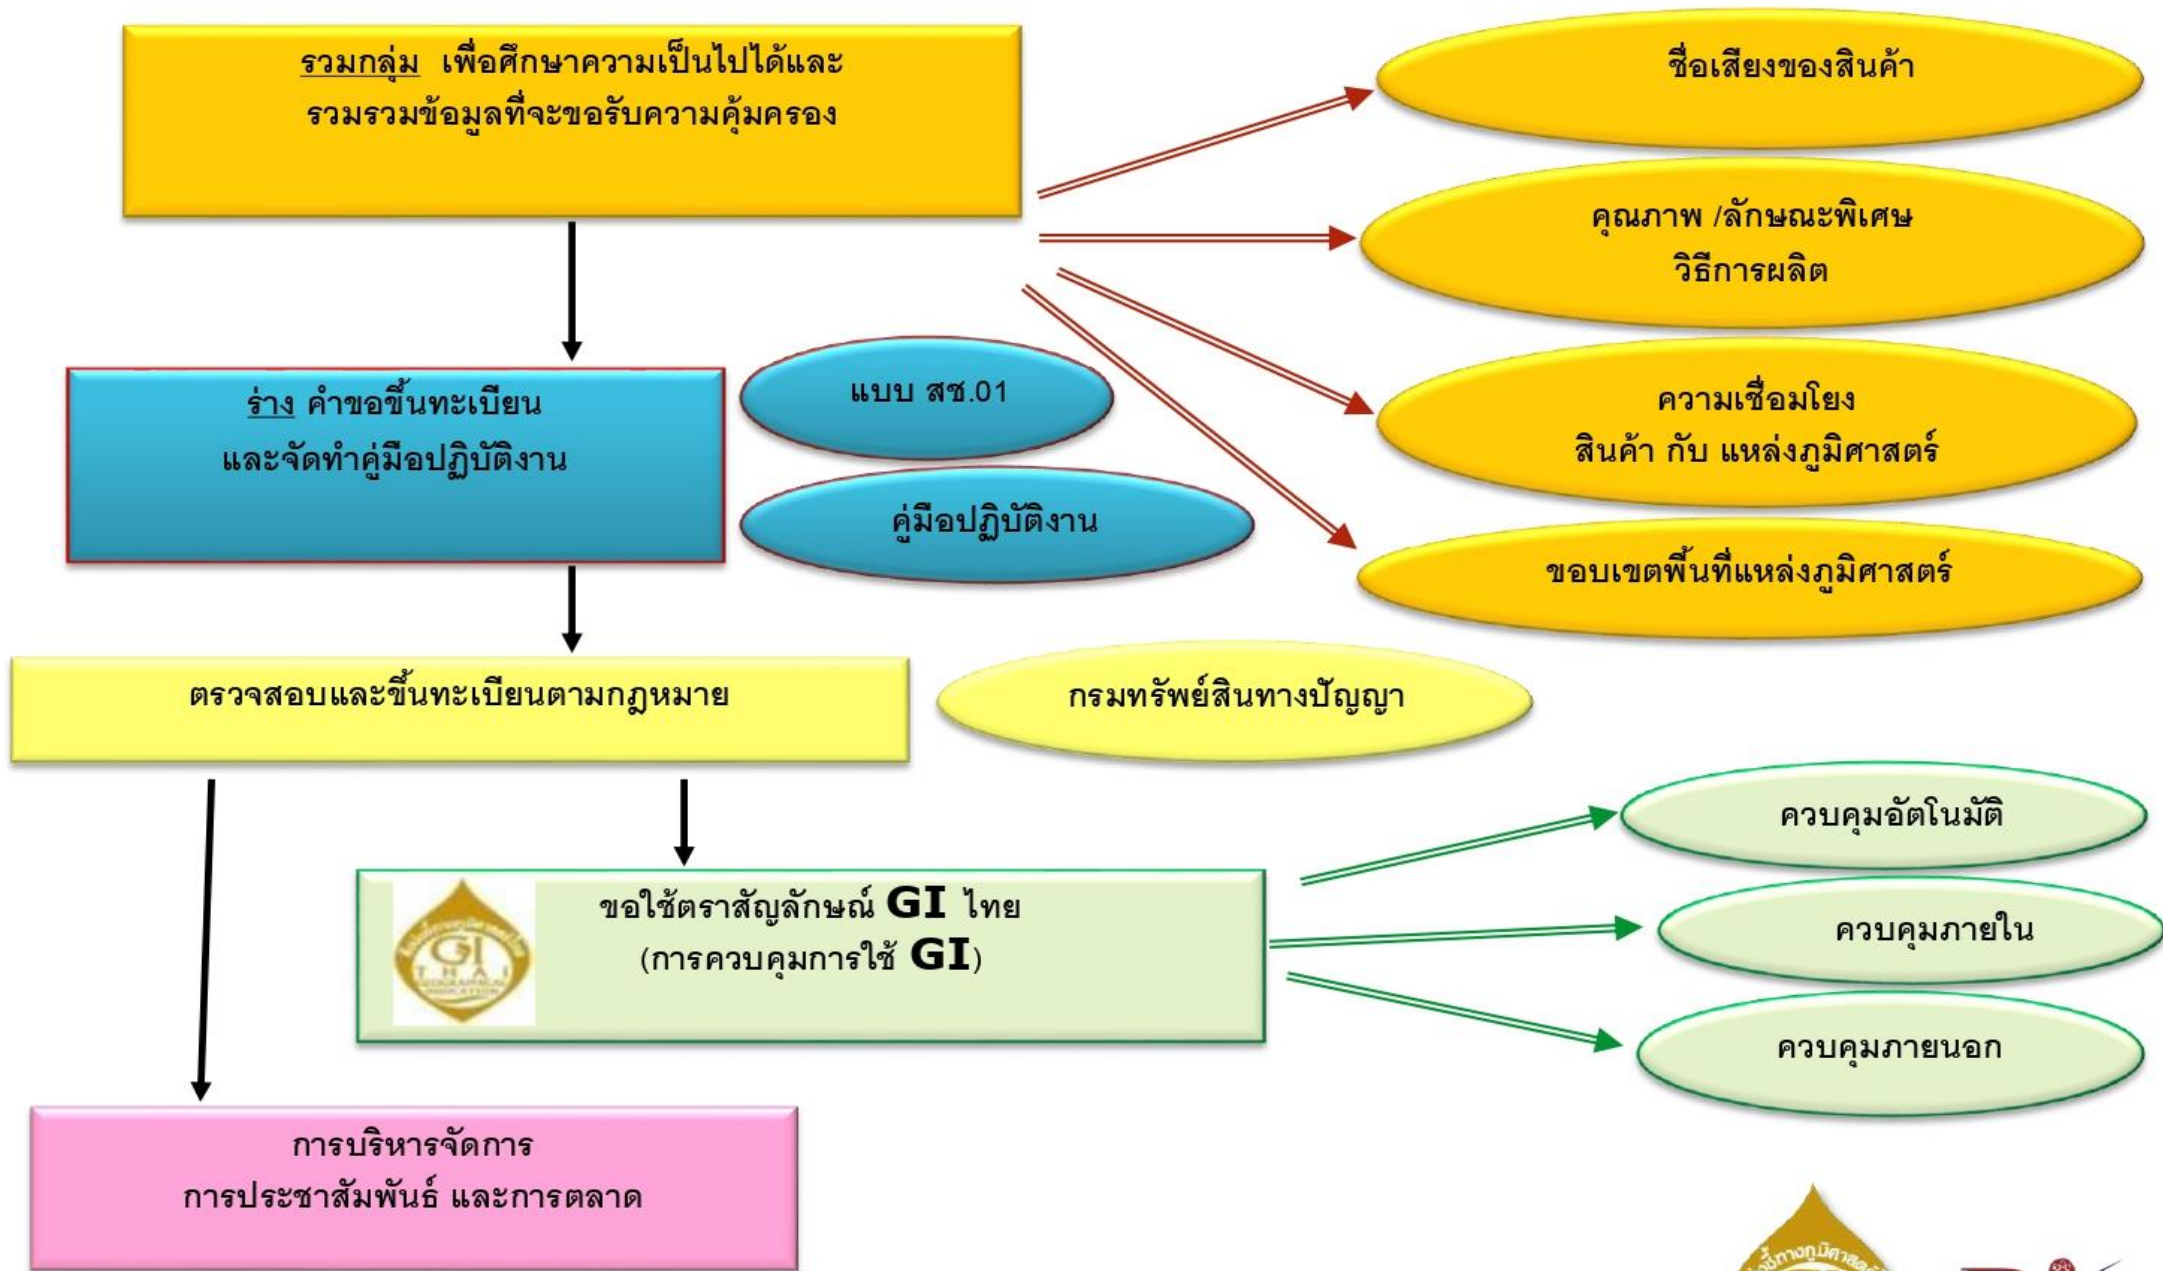 รวมกลุ่ม เพื่อศึกษาความเป็นไปได้และ
รวมรวมข้อมูลที่จะขอรับความคุ้มครอง
ชื่อเสียงของสินค้า
คุณภาพ /ลักษณะพิเศษ
วิธีการผลิต
ความเชื่อมโยง
สินค้า กับ แหล่งภูมิศาสตร์
ขอบเขตพื้นที่แหล่งภูมิศาสตร์
ร่าง คำขอขึ้นทะเบียน
และจัดทำคู่มือปฏิบัติงาน
แบบ สช.01
คู่มือปฏิบัติงาน
ตรวจสอบและขึ้นทะเบียนตามกฎหมาย
กรมทรัพย์สินทางปัญญา
ขอใช้ตราสัญลักษณ์ GI ไทย
(การควบคุมการใช้ GI)
GI
THAI
GEOGRAPHICAL
INDICATION
ควบคุมอัตโนมัติ
ควบคุมภายใน
ควบคุมภายนอก
การบริหารจัดการ
การประชาสัมพันธ์ และการตลาด